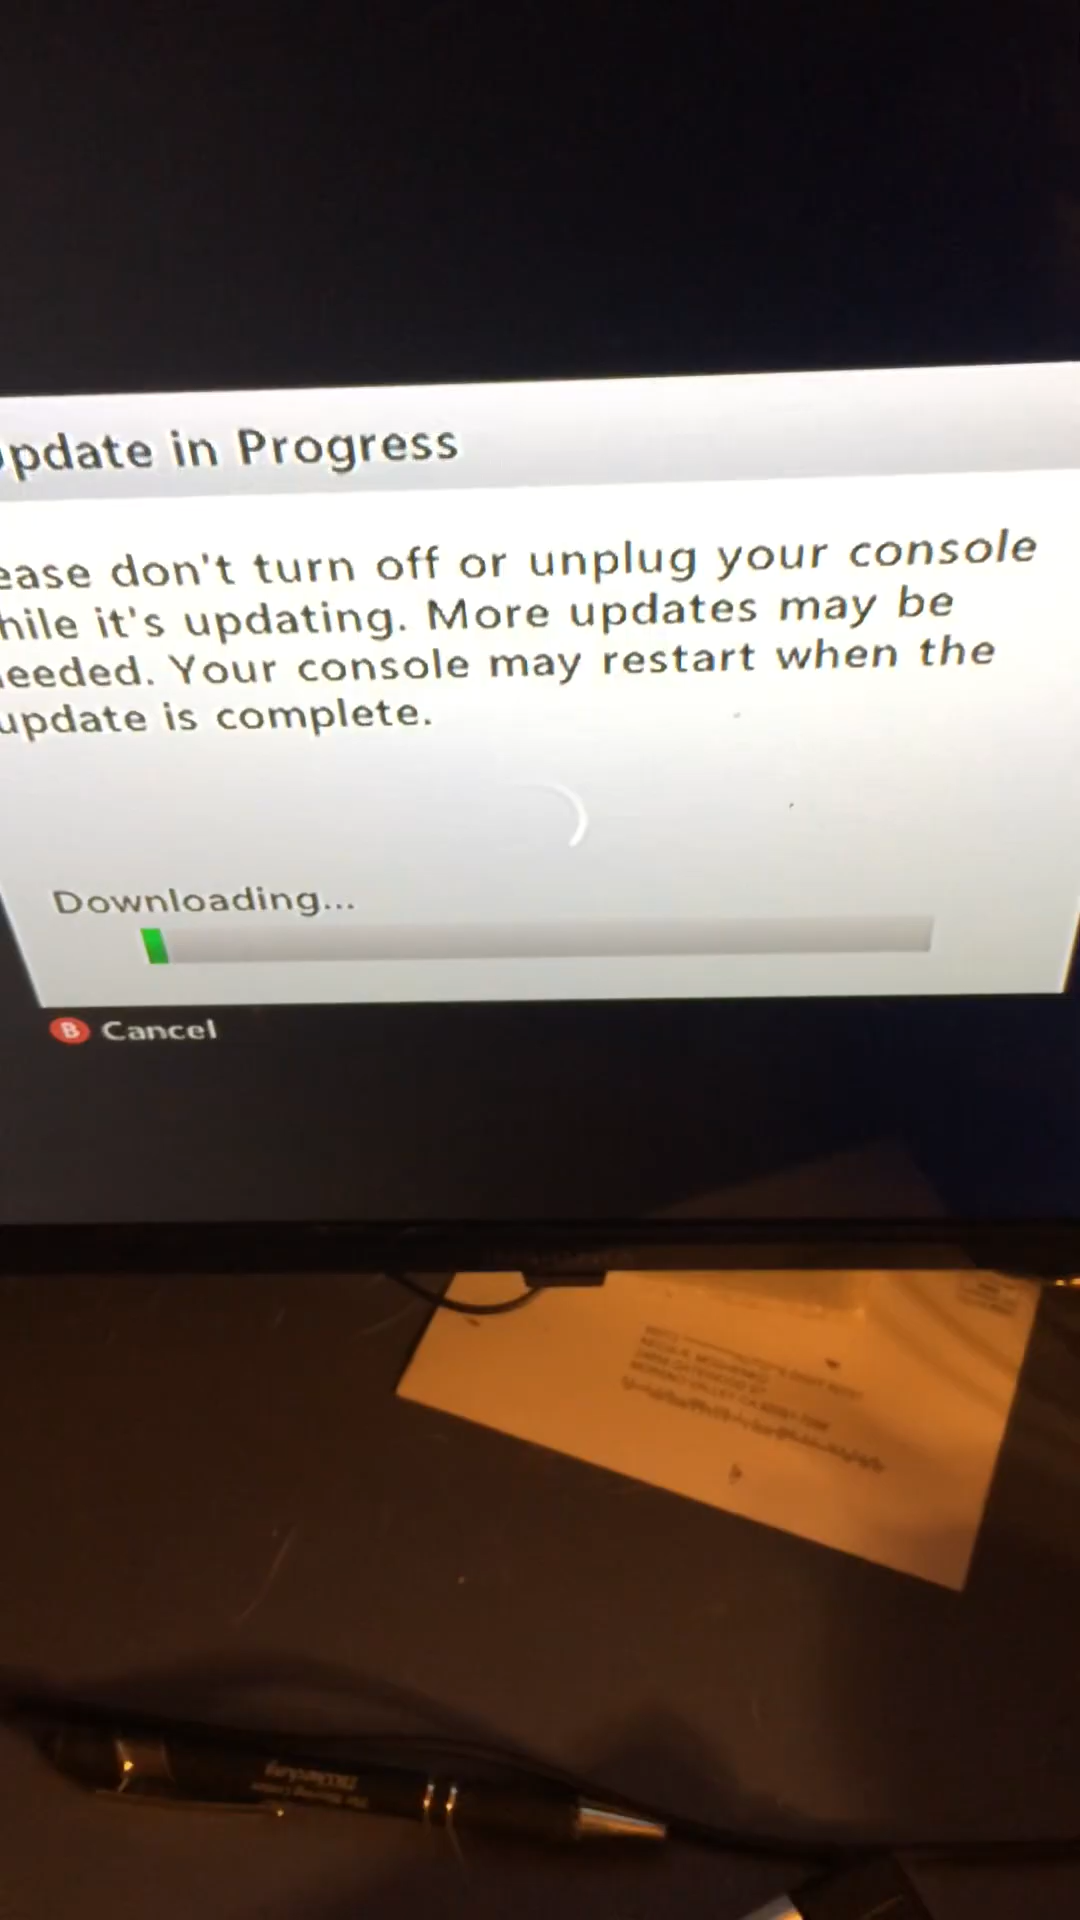 pdate in Progress
ease don't turn off or unplug your console
hile it's updating. More updates may be
eeded. Your console may restart when the
update is complete.
Downloading...
B Cancel